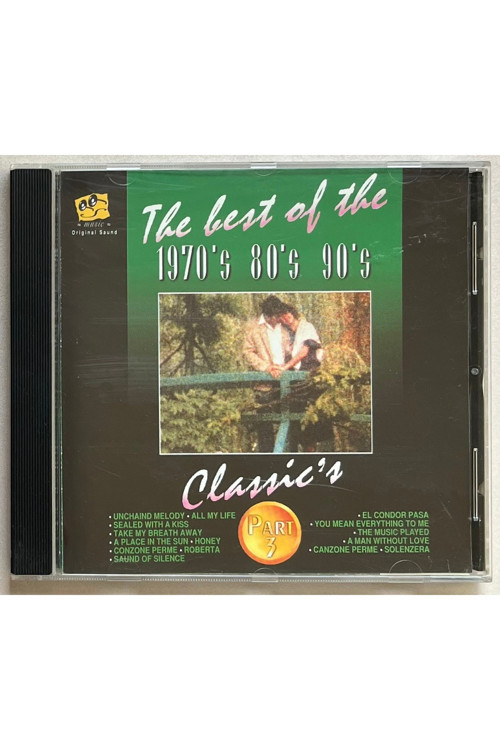 The best of the
1970's 80's 90's
music
Original Sound
Classic's
PART
3
• UNCHAIND MELODY • ALL MY LIFE
• SEALED WITH A KISS
• TAKE MY BREATH AWAY
• A PLACE IN THE SUN • HONEY
• CONZONE PERME • ROBERTA
• SAUND OF SILENCE
• EL CONDOR PASA
• YOU MEAN EVERYTHING TO ME
• THE MUSIC PLAYED
• A MAN WITHOUT LOVE
CANZONE PERME • SOLENZERA